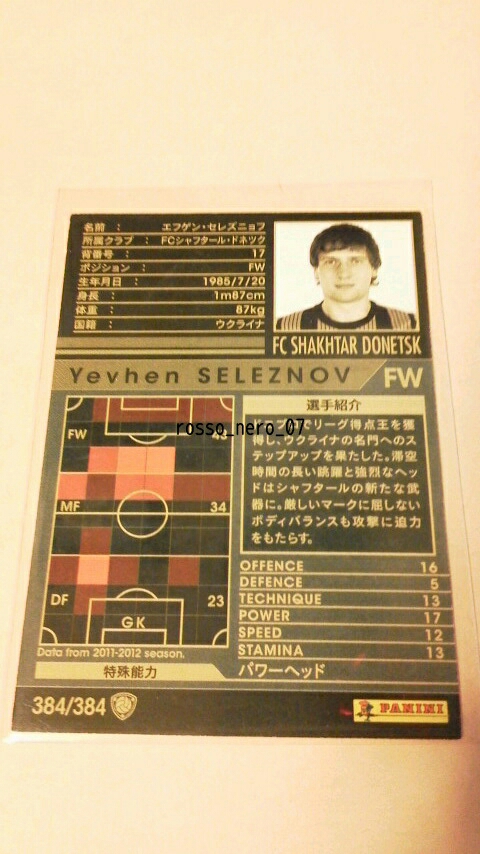 名前 : エフゲン・セレズニョフ
所属クラブ : FCシャフタール・ドネツク
背番号 : 17
ポジション : FW
生年月日 : 1985/7/20
身長 : 1m87cm
体重 : 87kg
国籍 : ウクライナ
FC SHAKHTAR DONETSK
Yevhen SELEZNOV FW
選手紹介
リーグ得点王を獲
得し、ウクライナの名門へのス
テップアップを果たした。滞空
時間の長い跳躍と強烈なヘッ
ドはシャフタールの新たな武
器に。厳しいマークに屈しない
ボディバランスも攻撃に迫力
をもたらす。
rosso_nero_07
FW
MF 34
DF 23
GK
Data from 2011-2012 season.
OFFENCE 16
DEFENCE 5
TECHNIQUE 13
POWER 17
SPEED 12
STAMINA 13
特殊能力 パワーヘッド
384/384
PANINI